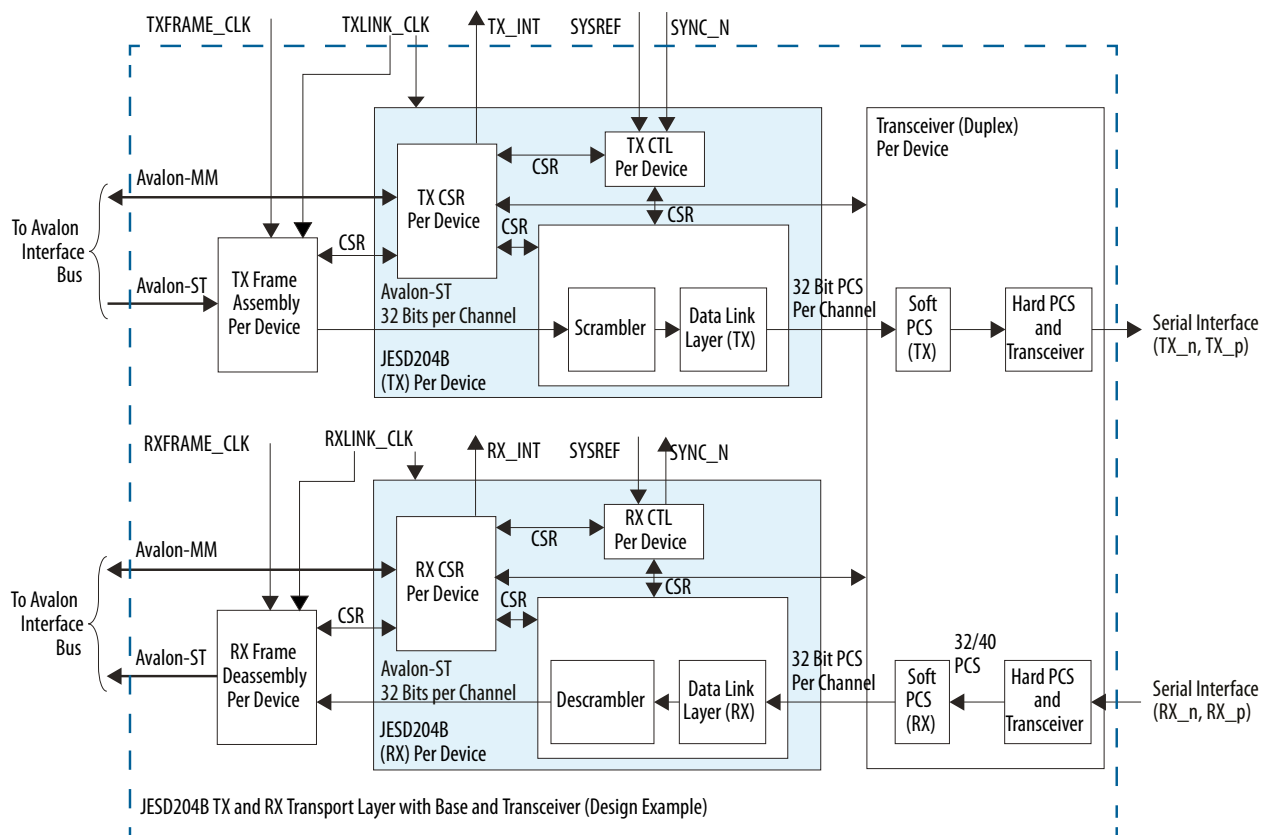 TXFRAME_CLK
TXLINK_CLK
TX_INT
SYSREF
SYNC_N
Transceiver (Duplex)
Per Device
TX CTL
Per Device
CSR
Avalon-MM
TX CSR
Per Device
CSR
To Avalon
Interface
Bus
CSR
CSR
Avalon-ST
TX Frame
Assembly
Per Device
Avalon-ST
32 Bits per Channel
32 Bit PCS
Per Channel
Scrambler
Data Link
Layer (TX)
Soft
PCS
(TX)
Hard PCS
and
Transceiver
Serial Interface
(TX_n, TX_p)
JESD204B
(TX) Per Device
RXFRAME_CLK
RXLINK_CLK
RX_INT
SYSREF
SYNC_N
RX CTL
Per Device
CSR
Avalon-MM
RX CSR
Per Device
CSR
To Avalon
Interface
Bus
CSR
CSR
Avalon-ST
RX Frame
Deassembly
Per Device
Avalon-ST
32 Bits per Channel
32 Bit PCS
Per Channel
32/40
PCS
Descrambler
Data Link
Layer (RX)
Soft
PCS
(RX)
Hard PCS
and
Transceiver
Serial Interface
(RX_n, RX_p)
JESD204B
(RX) Per Device
JESD204B TX and RX Transport Layer with Base and Transceiver (Design Example)